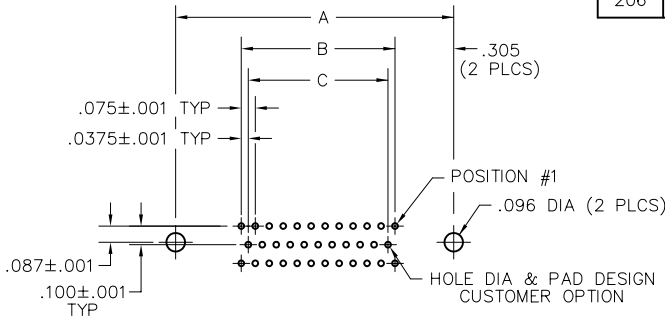 206
A
B
.305
(2 PLCS)
C
.075±.001 TYP
.0375±.001 TYP
POSITION #1
.096 DIA (2 PLCS)
.087±.001
HOLE DIA & PAD DESIGN
CUSTOMER OPTION
.100±.001
TYP